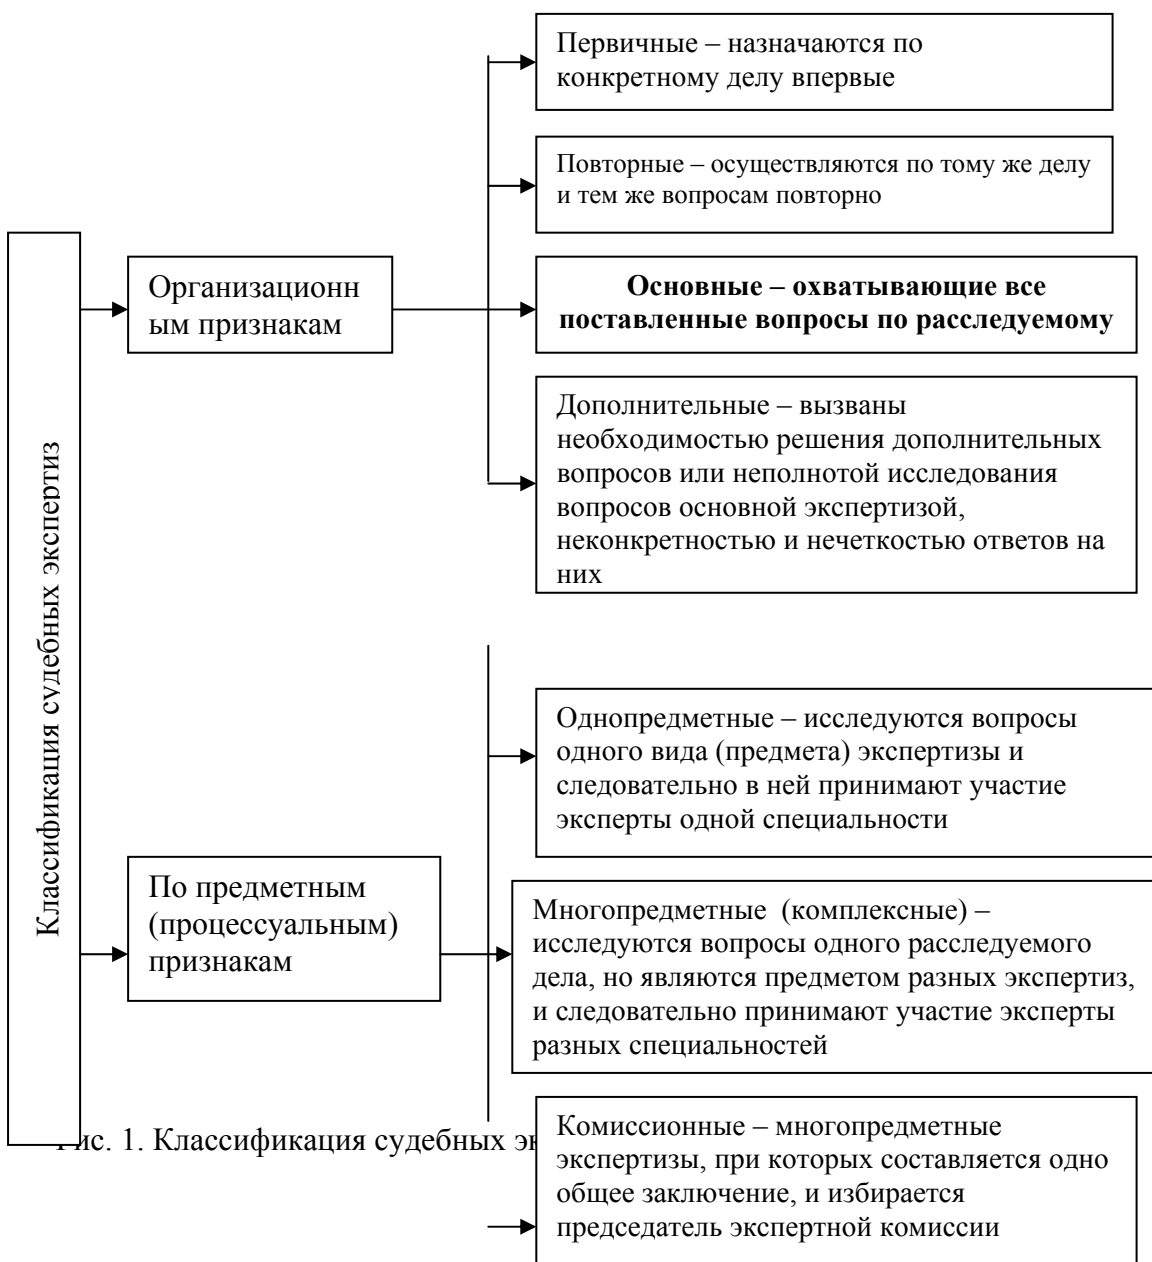 Классификация судебных экспертиз
Организационн
ым признакам
Первичные – назначаются по
конкретному делу впервые
Повторные – осуществляются по тому же делу
и тем же вопросам повторно
Основные – охватывающие все
поставленные вопросы по расследуемому
Дополнительные – вызваны
необходимостью решения дополнительных
вопросов или неполнотой исследования
вопросов основной экспертизой,
неконкретностью и нечеткостью ответов на
них
По предметным
(процессуальным)
признакам
Однопредметные – исследуются вопросы
одного вида (предмета) экспертизы и
следовательно в ней принимают участие
эксперты одной специальности
Многопредметные (комплексные) –
исследуются вопросы одного расследуемого
дела, но являются предметом разных экспертиз,
и следовательно принимают участие эксперты
разных специальностей
Комиссионные – многопредметные
экспертизы, при которых составляется одно
общее заключение, и избирается
председатель экспертной комиссии
Рис. 1. Классификация судебных эк